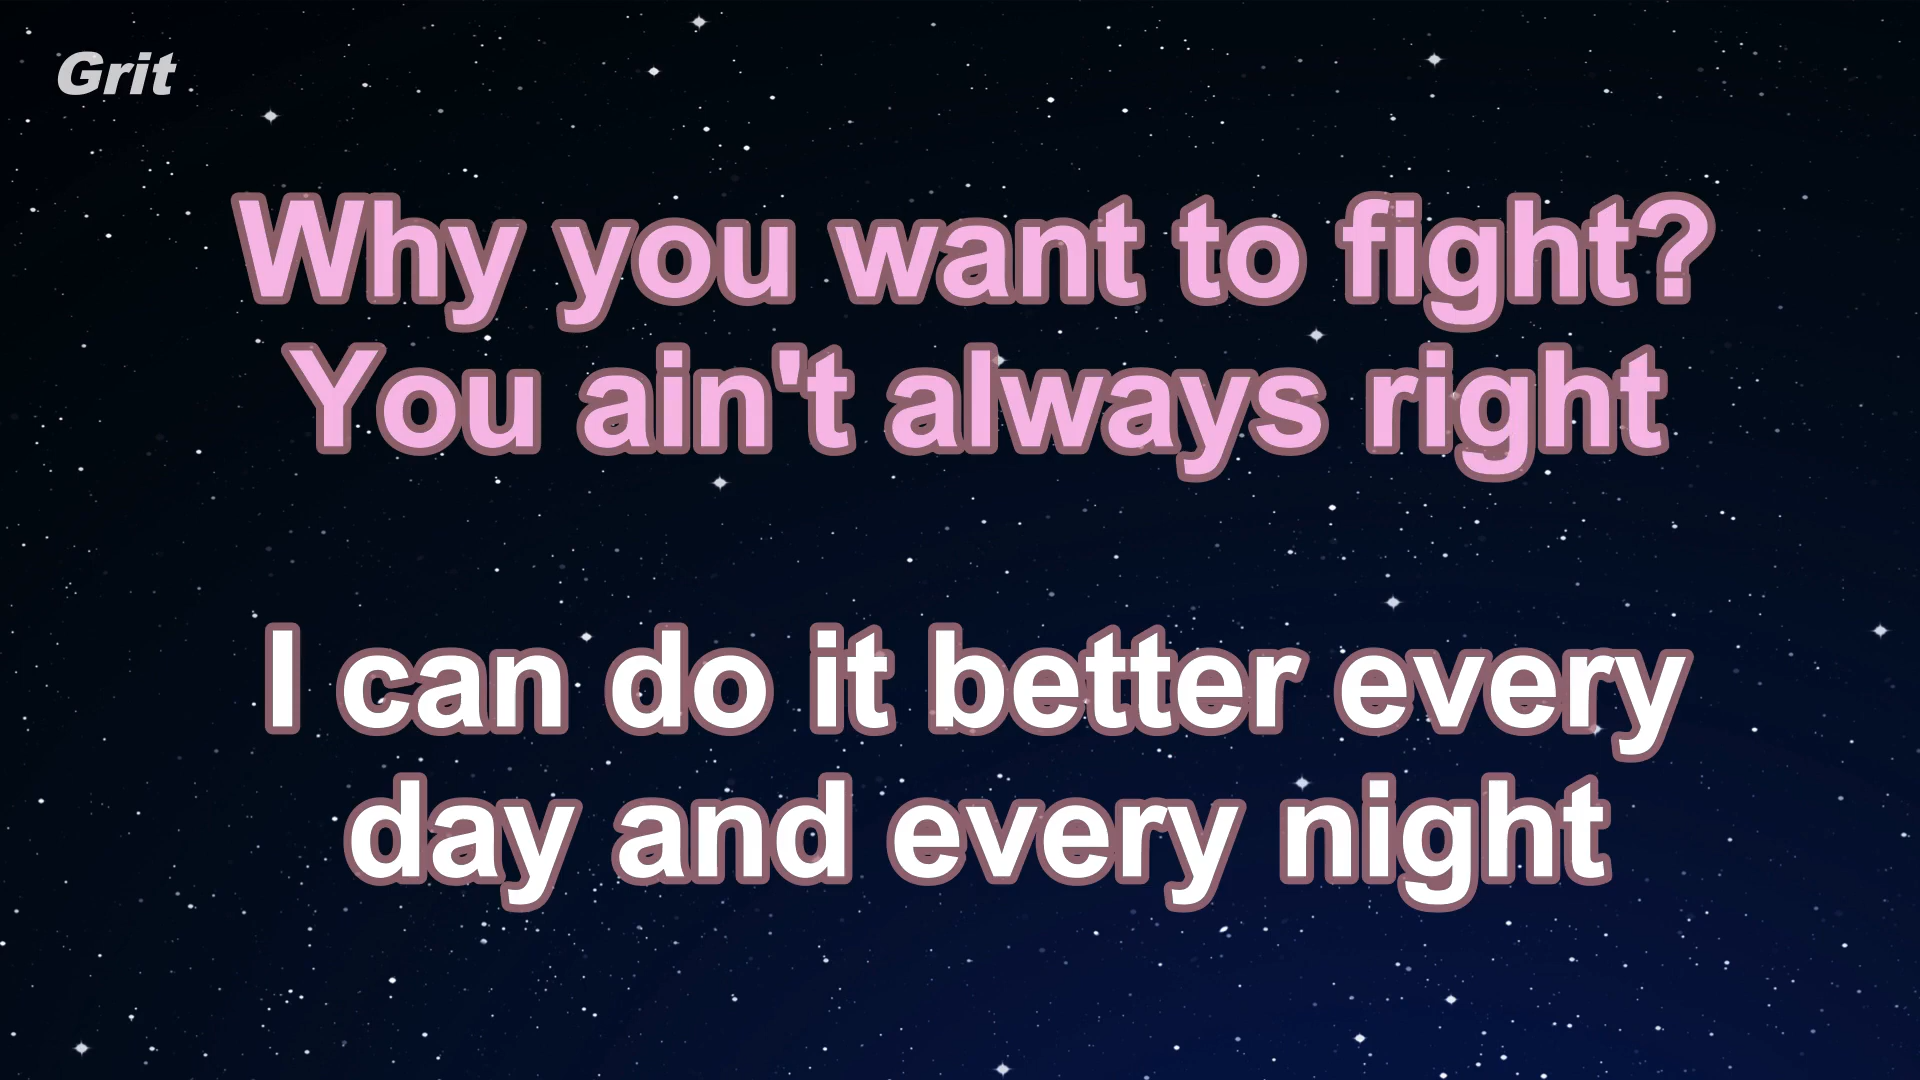 Grit
Why you want to fight?
You ain't always right
I can do it better every
day and every night